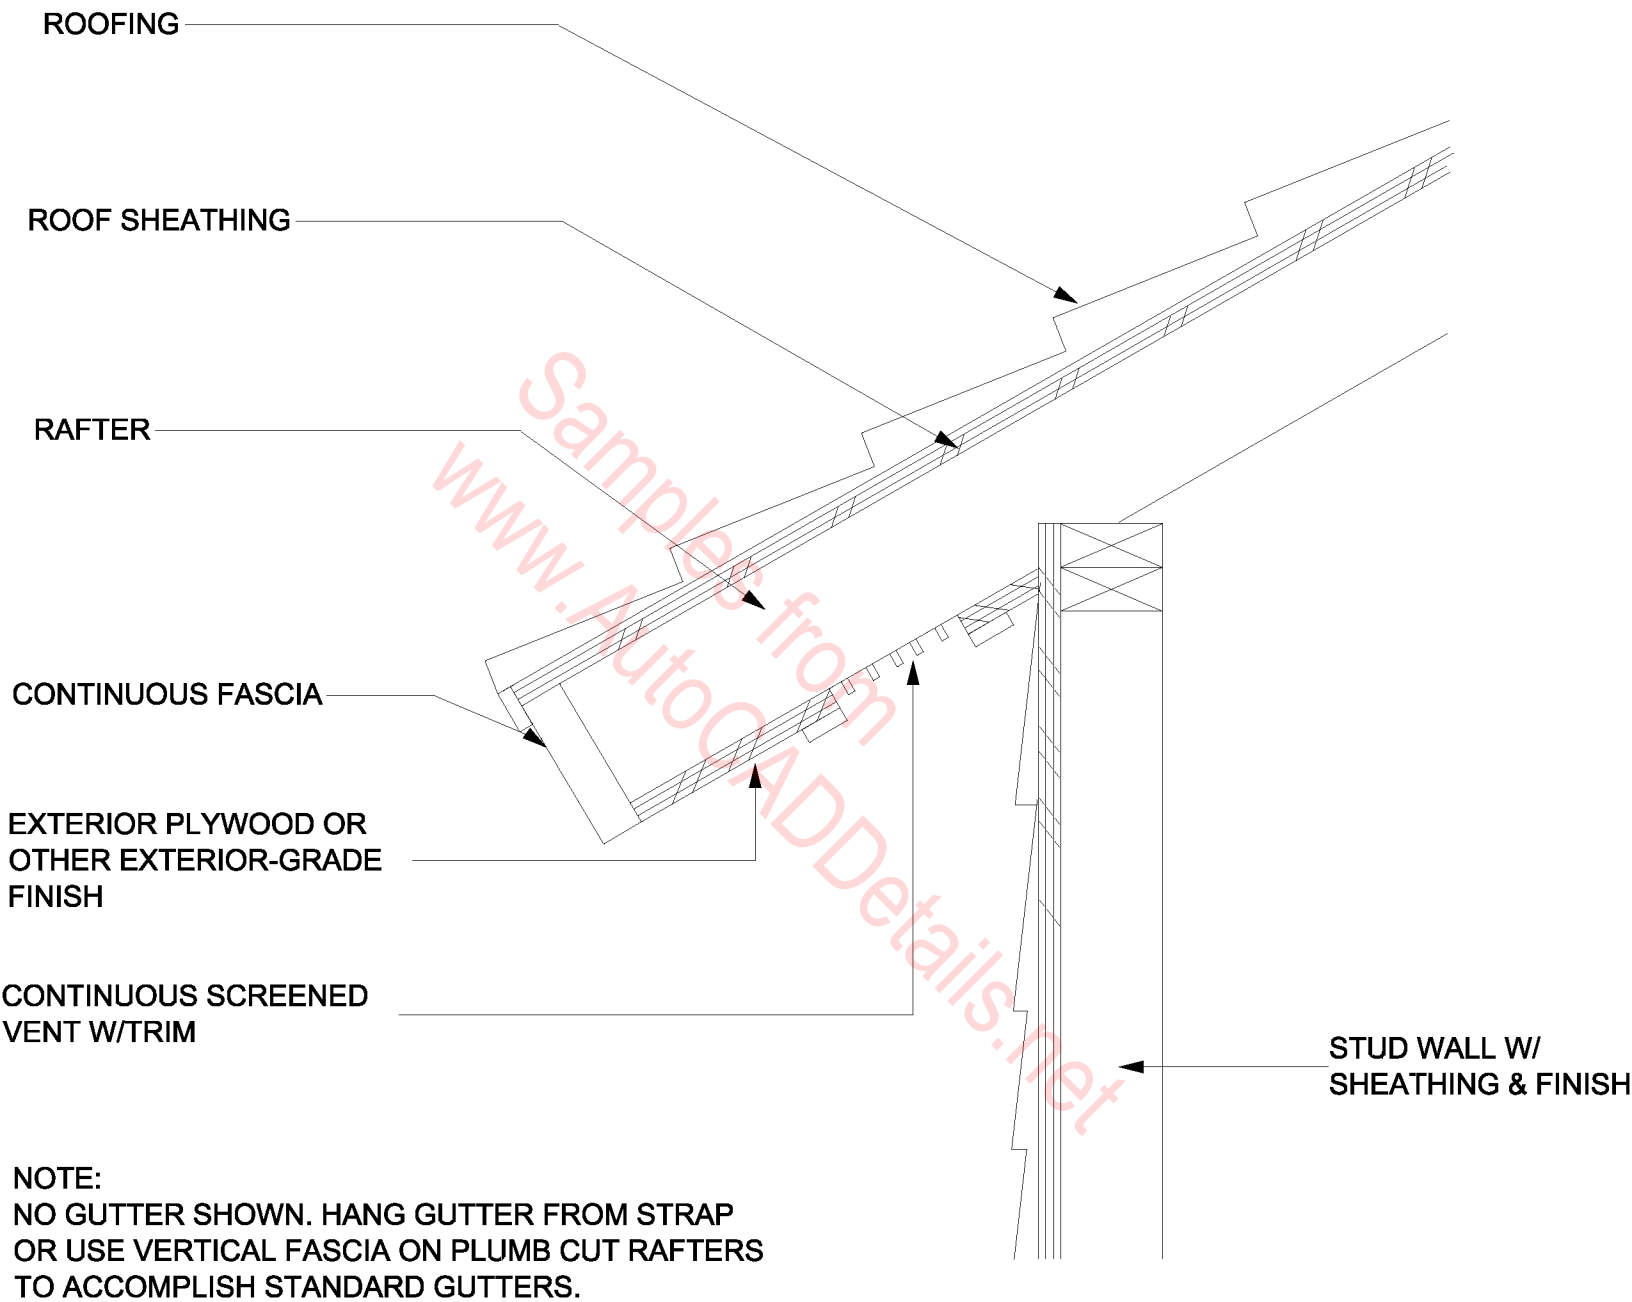 ROOFING
ROOF SHEATHING
RAFTER
CONTINUOUS FASCIA
EXTERIOR PLYWOOD OR
OTHER EXTERIOR-GRADE
FINISH
CONTINUOUS SCREENED
VENT W/TRIM
STUD WALL W/
SHEATHING & FINISH
NOTE:
NO GUTTER SHOWN. HANG GUTTER FROM STRAP
OR USE VERTICAL FASCIA ON PLUMB CUT RAFTERS
TO ACCOMPLISH STANDARD GUTTERS.
Samples from
www.AutoCADDetails.net